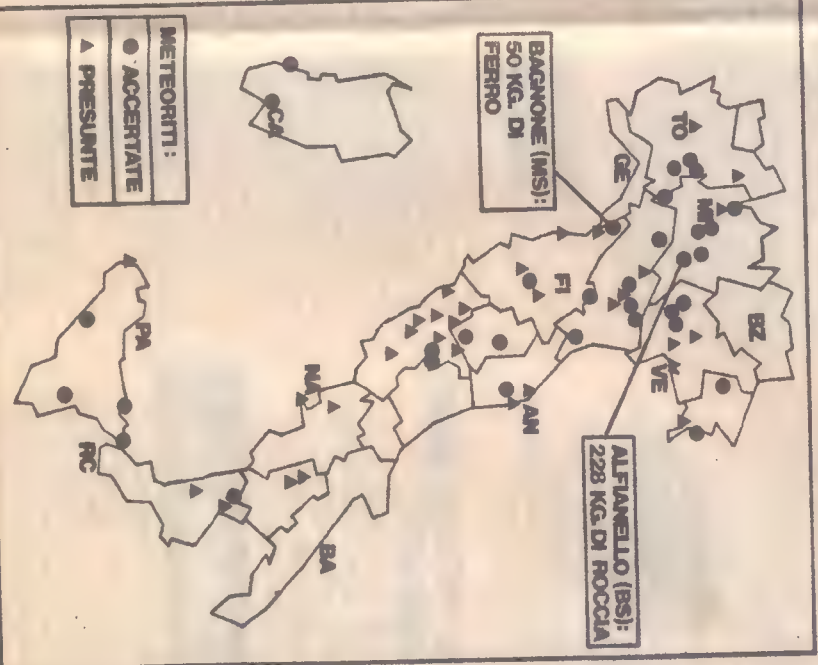 METEORITI:
● ACCERTATE
▲ PRESUNTE
BAGNONE (MS):
50 KG. DI
FERRO
ALFIANELLO (BS):
228 KG. DI ROCCIA
TO
GE
MI
BZ
VE
FI
AN
CA
NA
BA
PA
RC